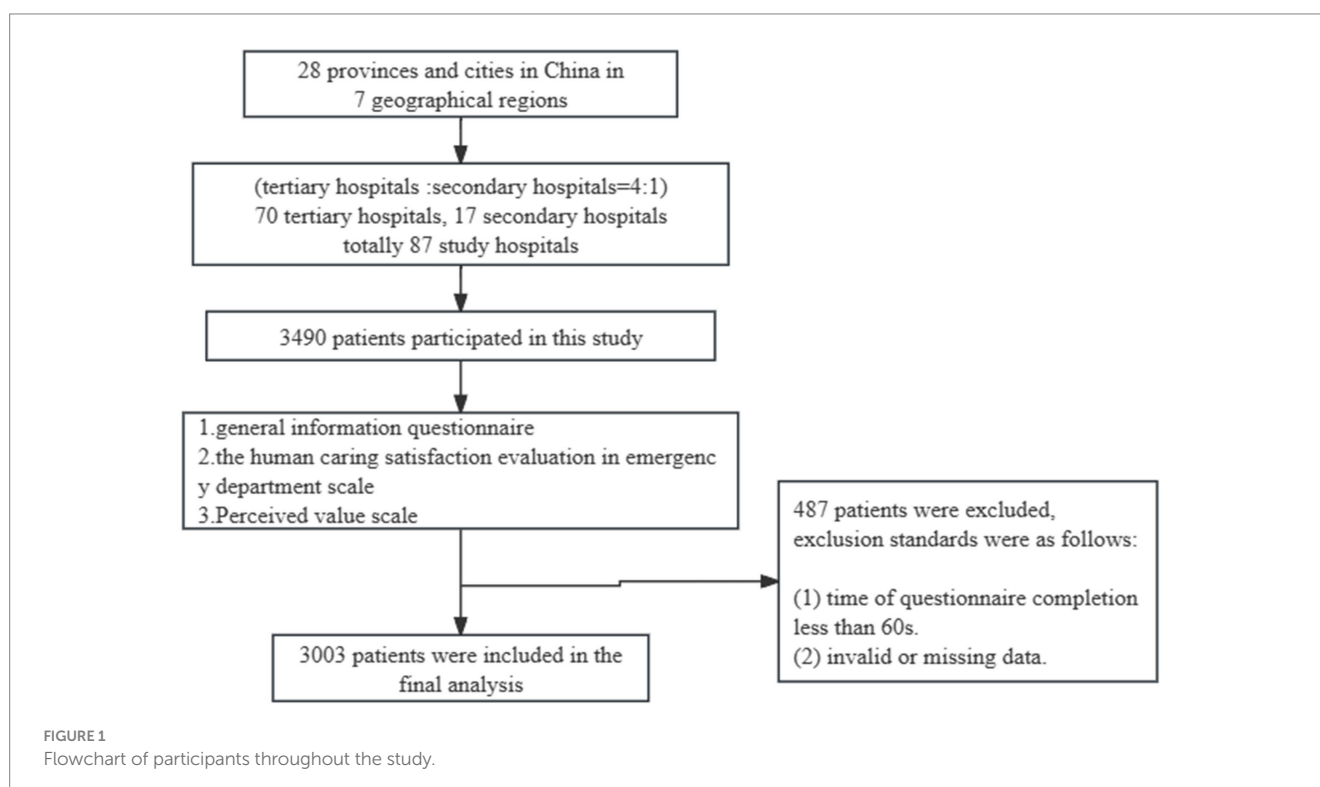 28 provinces and cities in China in
7 geographical regions
(tertiary hospitals :secondary hospitals=4:1)
70 tertiary hospitals, 17 secondary hospitals
totally 87 study hospitals
3490 patients participated in this study
1.general information questionnaire
2.the human caring satisfaction evaluation in emergenc
y department scale
3.Perceived value scale
487 patients were excluded,
exclusion standards were as follows:
(1) time of questionnaire completion
less than 60s.
(2) invalid or missing data.
3003 patients were included in the
final analysis
FIGURE 1
Flowchart of participants throughout the study.